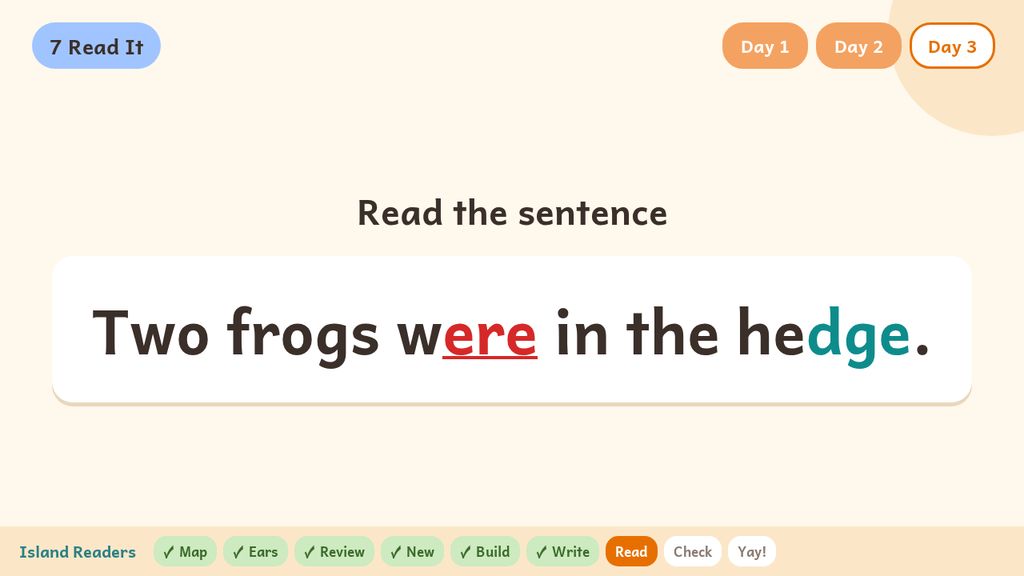 7 Read It
Day 1 Day 2 Day 3
Read the sentence
Two frogs were in the hedge.
Island Readers ✓ Map ✓ Ears ✓ Review ✓ New ✓ Build ✓ Write Read Check Yay!